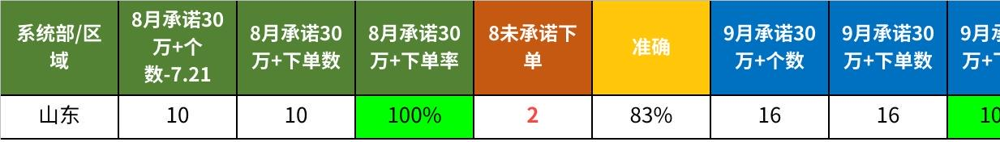 系统部/区
域
8月承诺30
万+个
数-7.21
8月承诺30
万+下单数
8月承诺30
万+下单率
8未承诺下
单
准确
9月承诺30
万+个数
9月承诺30
万+下单数
9月
万+
山东
10
10
100%
2
83%
16
16
10